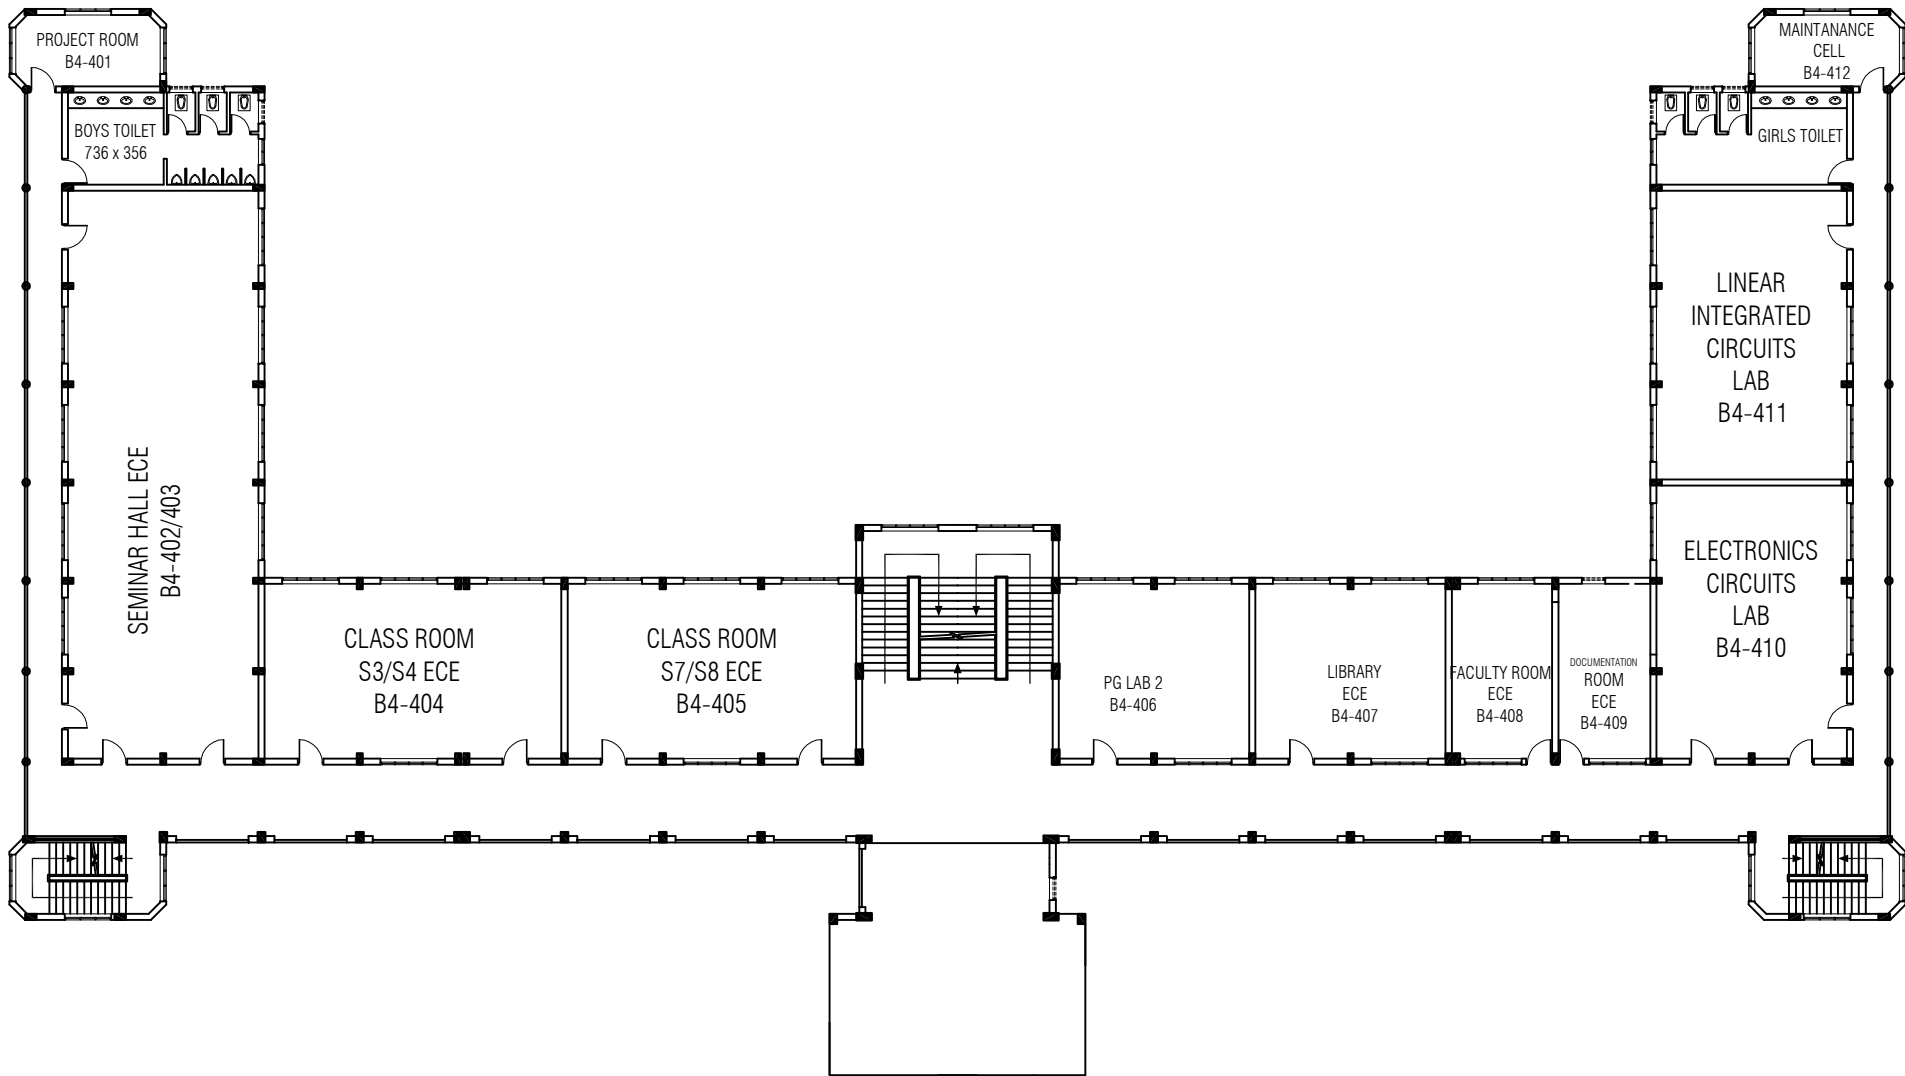 PROJECT ROOM
B4-401
MAINTANANCE
CELL
B4-412
BOYS TOILET
736 x 356
GIRLS TOILET
LINEAR
INTEGRATED
CIRCUITS
LAB
B4-411
SEMINAR HALL ECE
B4-402/403
ELECTRONICS
CIRCUITS
LAB
B4-410
CLASS ROOM
S3/S4 ECE
B4-404
CLASS ROOM
S7/S8 ECE
B4-405
PG LAB 2
B4-406
LIBRARY
ECE
B4-407
FACULTY ROOM
ECE
B4-408
DOCUMENTATION
ROOM
ECE
B4-409